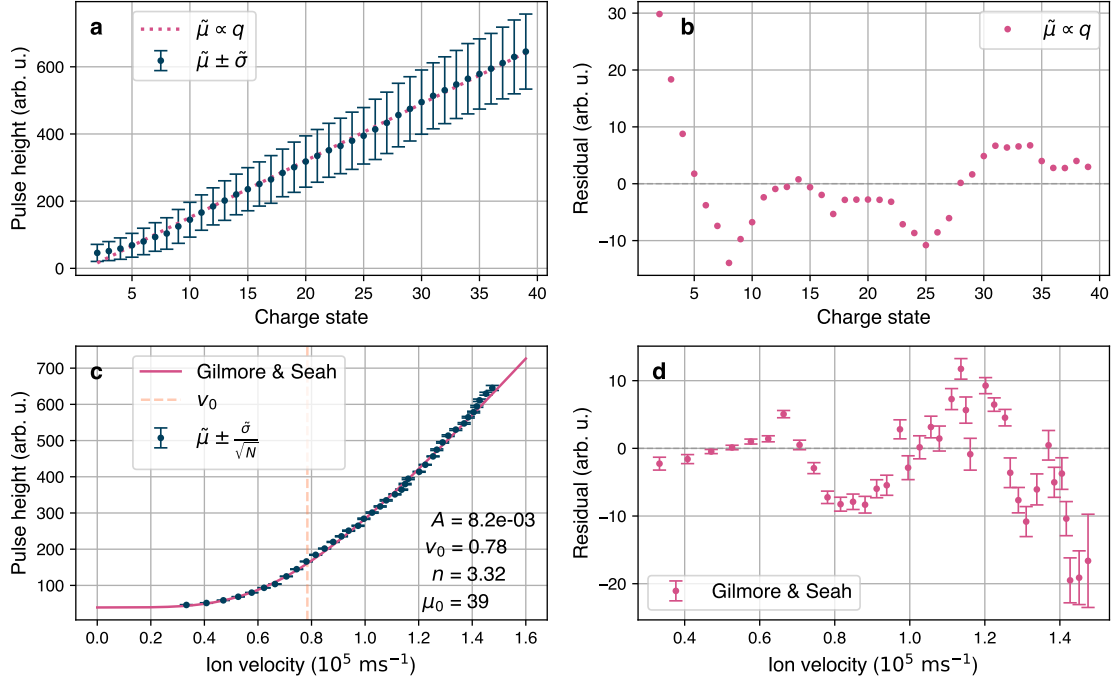 a
μ̃ ∝ q
μ̃ ± σ̃
Pulse height (arb. u.)
600
400
200
0
5 10 15 20 25 30 35 40
Charge state
b
μ̃ ∝ q
Residual (arb. u.)
30
20
10
0
−10
5 10 15 20 25 30 35 40
Charge state
c
Gilmore & Seah
v₀
μ̃ ± σ̃/√N
Pulse height (arb. u.)
700
600
500
400
300
200
100
A = 8.2e-03
v₀ = 0.78
n = 3.32
μ₀ = 39
0.0 0.2 0.4 0.6 0.8 1.0 1.2 1.4 1.6
Ion velocity (10⁵ ms⁻¹)
d
Residual (arb. u.)
10
0
−10
−20
Gilmore & Seah
0.4 0.6 0.8 1.0 1.2 1.4
Ion velocity (10⁵ ms⁻¹)